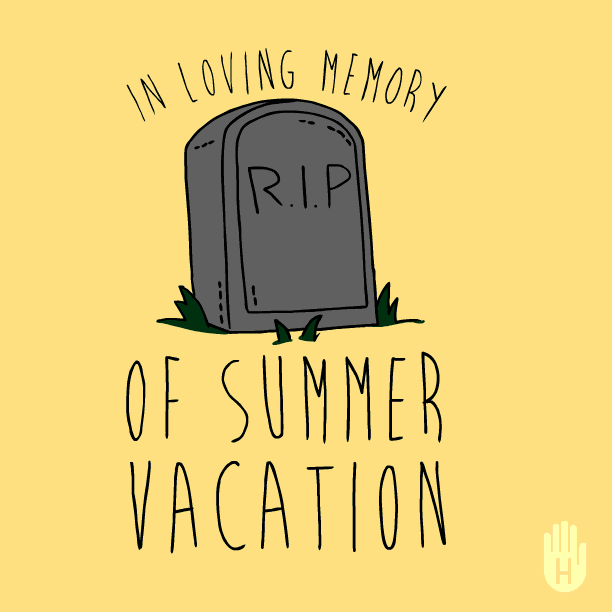 IN LOVING MEMORY
R.I.P
OF SUMMER
VACATION
H